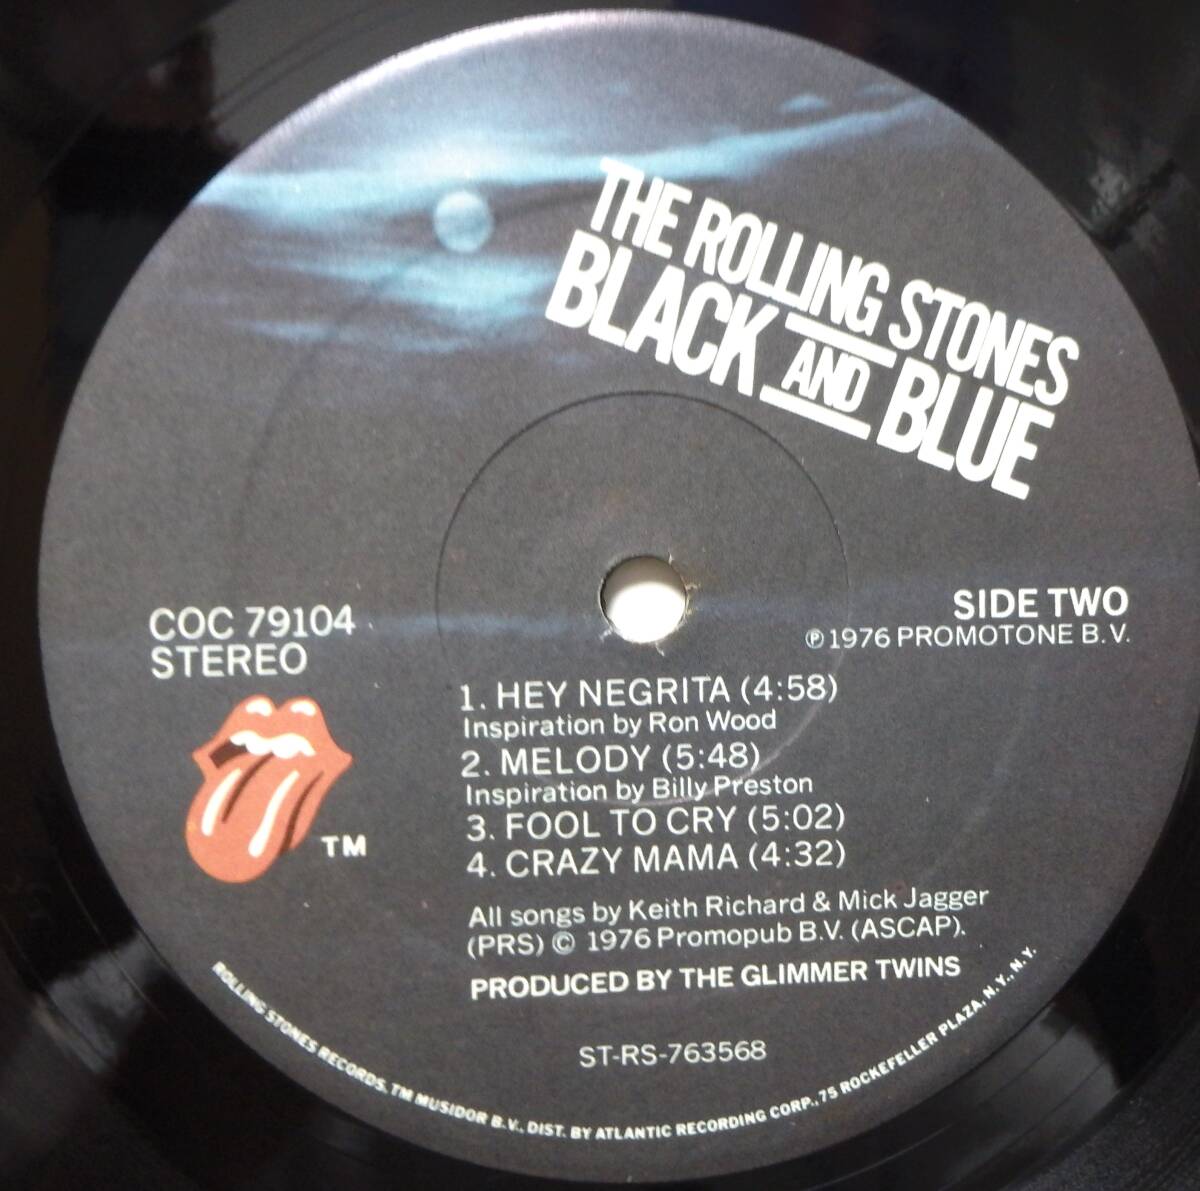 THE ROLLING STONES
BLACK AND BLUE
COC 79104
STEREO
SIDE TWO
℗ 1976 PROMOTONE B.V.
1. HEY NEGRITA (4:58)
Inspiration by Ron Wood
2. MELODY (5:48)
Inspiration by Billy Preston
3. FOOL TO CRY (5:02)
4. CRAZY MAMA (4:32)
TM
All songs by Keith Richard & Mick Jagger
(PRS) © 1976 Promopub B.V. (ASCAP).
PRODUCED BY THE GLIMMER TWINS
ST-RS-763568
ROLLING STONES RECORDS, TM MUSIDOR B.V., DIST. BY ATLANTIC RECORDING CORP., 75 ROCKEFELLER PLAZA, N.Y., N.Y.